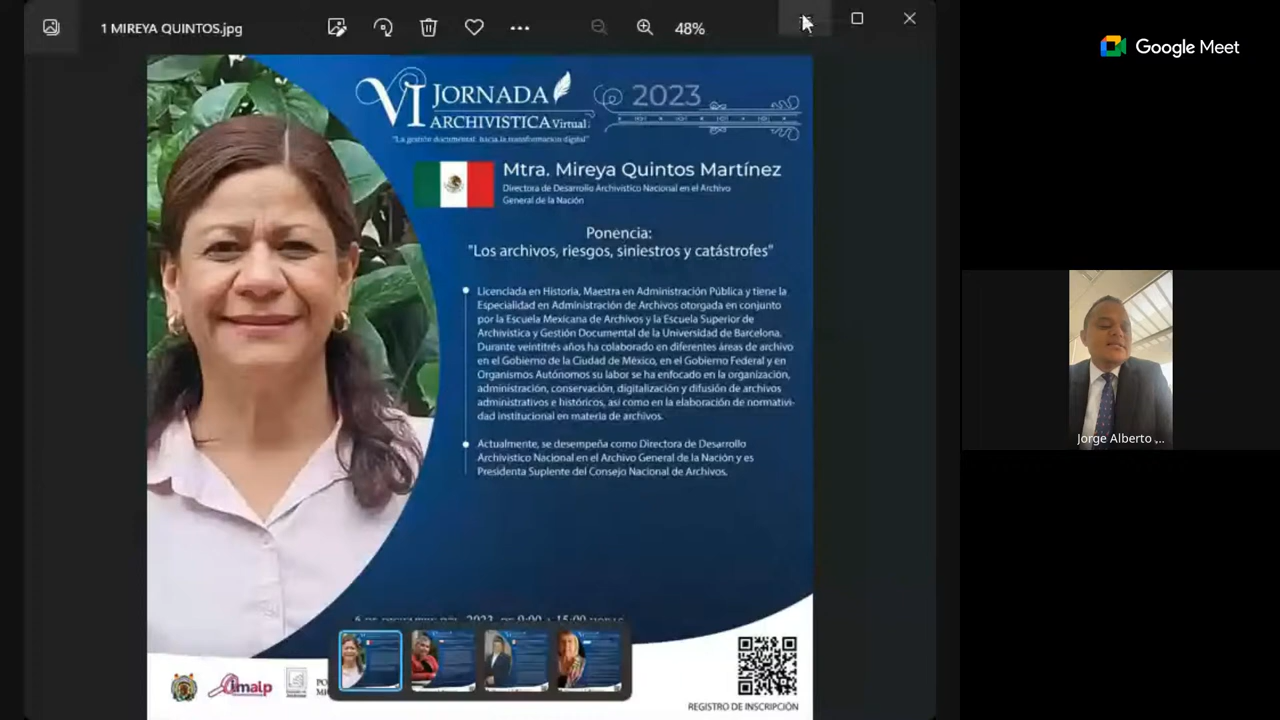 1 MIREYA QUINTOS.jpg
48%
Google Meet
VI JORNADA
ARCHIVISTICA Virtual
2023
"La gestión documental, hacia la transformación digital"
Mtra. Mireya Quintos Martínez
Directora de Desarrollo Archivístico Nacional en el Archivo
General de la Nación
Ponencia:
"Los archivos, riesgos, siniestros y catástrofes"
Licenciada en Historia, Maestra en Administración Pública y tiene la
Especialidad en Administración de Archivos otorgada en conjunto
por la Escuela Mexicana de Archivos y la Escuela Superior de
Archivística y Gestión Documental de la Universidad de Barcelona.
Durante veintitrés años ha colaborado en diferentes áreas de archivo
en el Gobierno de la Ciudad de México, en el Gobierno Federal y en
Organismos Autónomos su labor se ha enfocado en la organización,
administración, conservación, digitalización y difusión de archivos
administrativos e históricos, así como en la elaboración de normativi-
dad institucional en materia de archivos.
Actualmente, se desempeña como Directora de Desarrollo
Archivístico Nacional en el Archivo General de la Nación y es
Presidenta Suplente del Consejo Nacional de Archivos.
Jorge Alberto ...
2023 de 9:00 a 15:00 horas
imalp
REGISTRO DE INSCRIPCIÓN